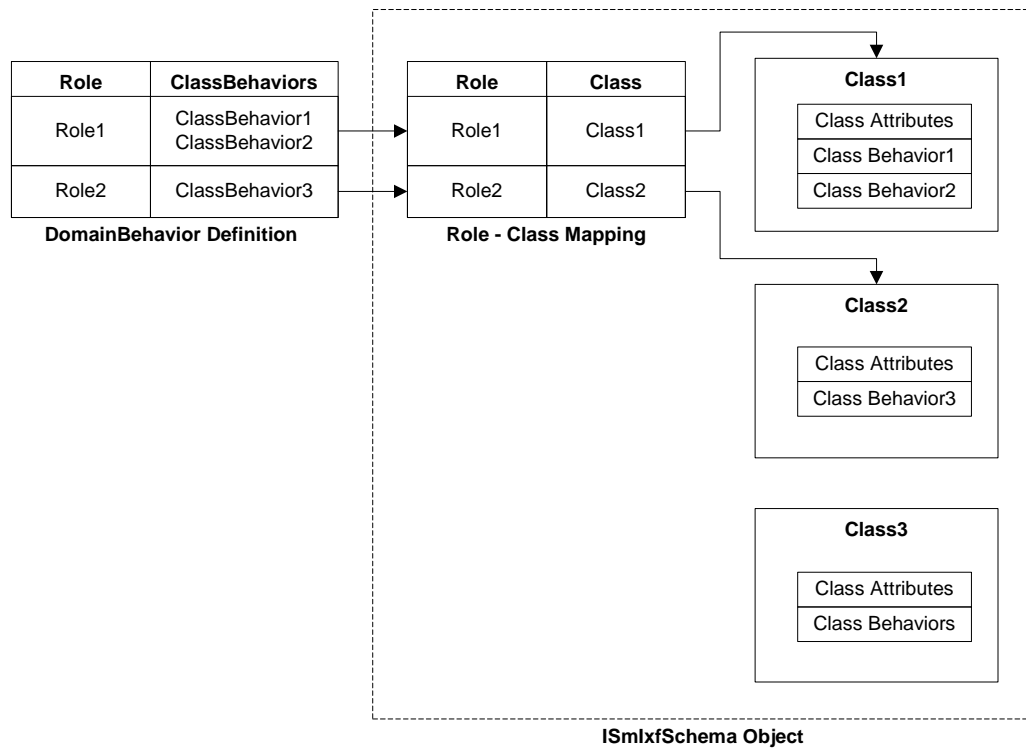 Role ClassBehaviors
Role1 ClassBehavior1
ClassBehavior2
Role2 ClassBehavior3
DomainBehavior Definition
Role Class
Role1 Class1
Role2 Class2
Role - Class Mapping
Class1
Class Attributes
Class Behavior1
Class Behavior2
Class2
Class Attributes
Class Behavior3
Class3
Class Attributes
Class Behaviors
ISmlxfSchema Object